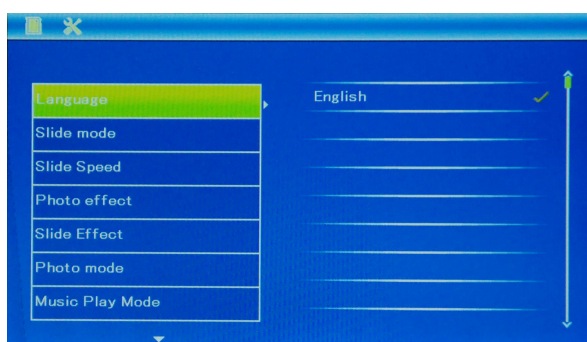 Language
English
Slide mode
Slide Speed
Photo effect
Slide Effect
Photo mode
Music Play Mode